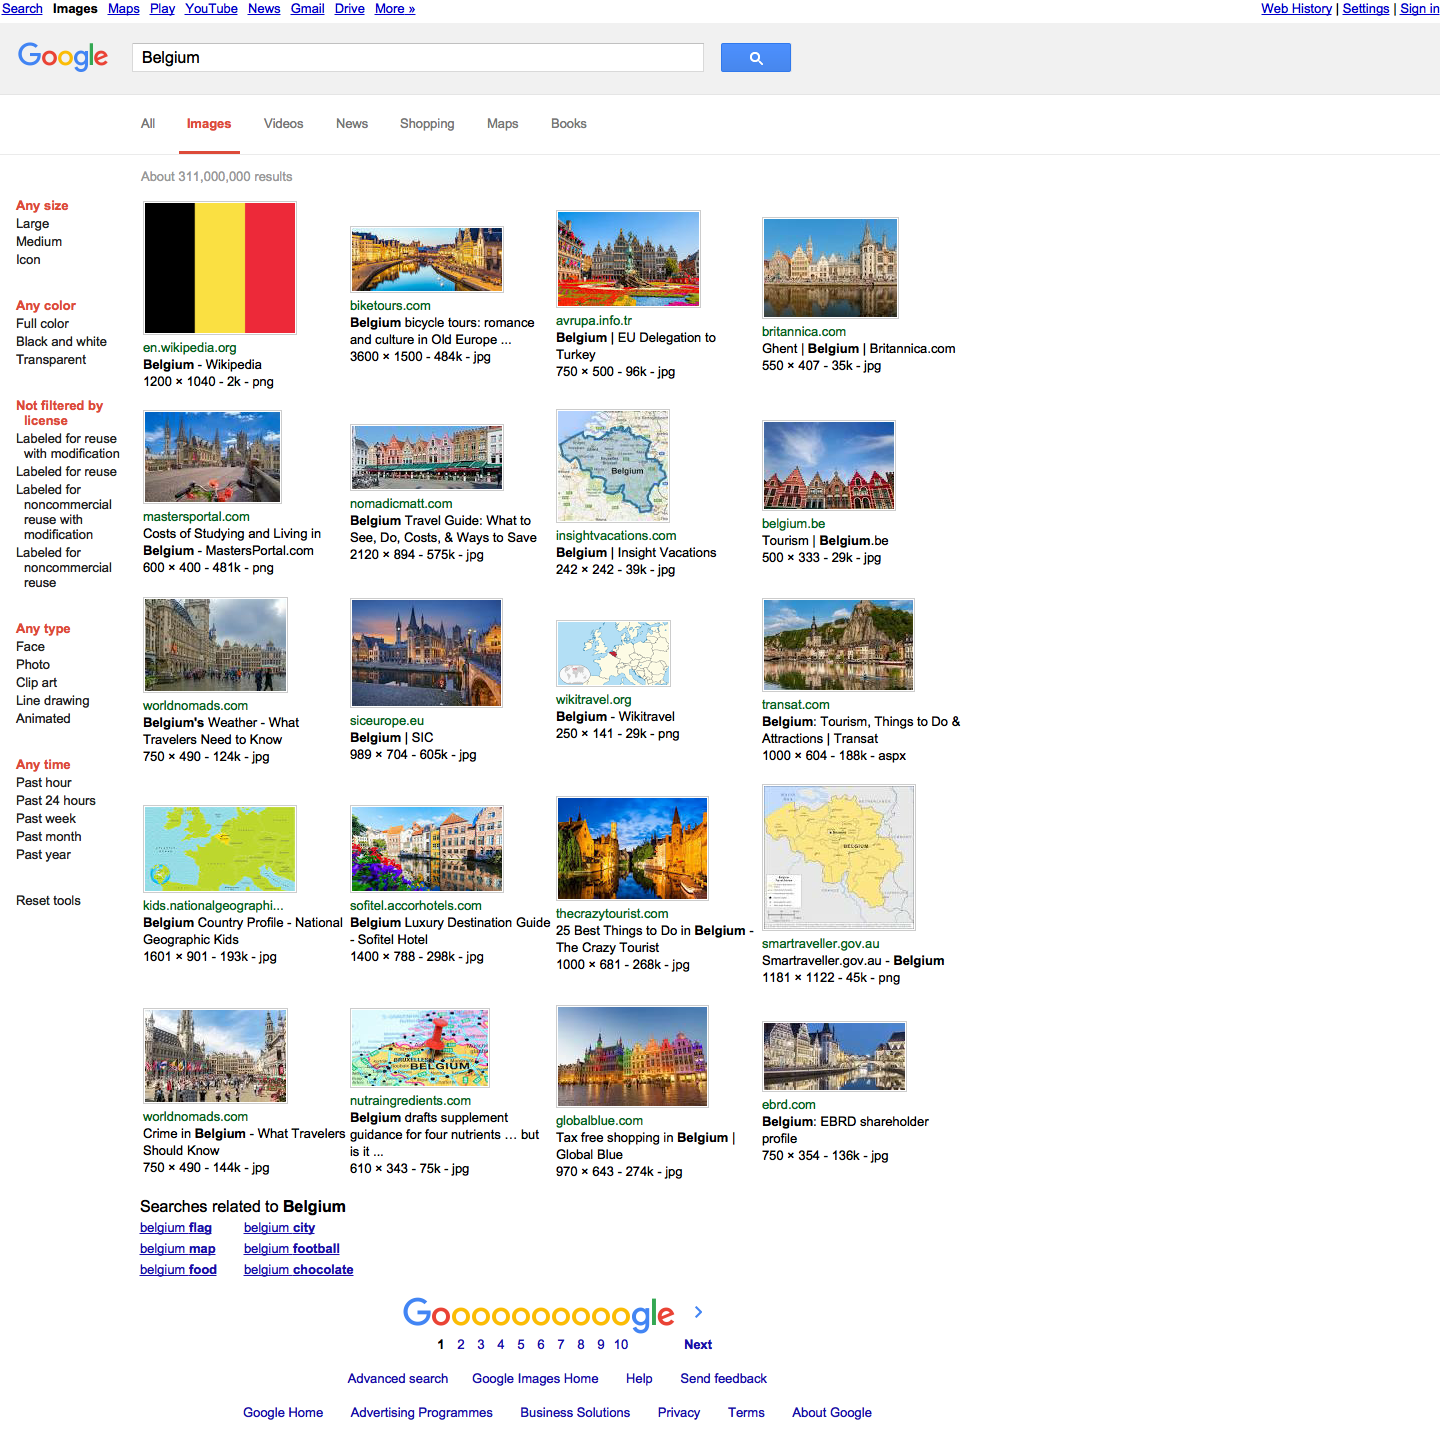 Search Images Maps Play YouTube News Gmail Drive More »
Web History | Settings | Sign in
Google
Belgium
All Images Videos News Shopping Maps Books
About 311,000,000 results
Any size
Large
Medium
Icon
Any color
Full color
Black and white
Transparent
Not filtered by
license
Labeled for reuse
with modification
Labeled for reuse
Labeled for
noncommercial
reuse with
modification
Labeled for
noncommercial
reuse
Any type
Face
Photo
Clip art
Line drawing
Animated
Any time
Past hour
Past 24 hours
Past week
Past month
Past year
Reset tools
en.wikipedia.org
Belgium - Wikipedia
1200 × 1040 - 2k - png
biketours.com
Belgium bicycle tours: romance
and culture in Old Europe ...
3600 × 1500 - 484k - jpg
avrupa.info.tr
Belgium | EU Delegation to
Turkey
750 × 500 - 96k - jpg
britannica.com
Ghent | Belgium | Britannica.com
550 × 407 - 35k - jpg
mastersportal.com
Costs of Studying and Living in
Belgium - MastersPortal.com
600 × 400 - 481k - png
nomadicmatt.com
Belgium Travel Guide: What to
See, Do, Costs, & Ways to Save
2120 × 894 - 575k - jpg
Belgium
insightvacations.com
Belgium | Insight Vacations
242 × 242 - 39k - jpg
belgium.be
Tourism | Belgium.be
500 × 333 - 29k - jpg
worldnomads.com
Belgium's Weather - What
Travelers Need to Know
750 × 490 - 124k - jpg
siceurope.eu
Belgium | SIC
989 × 704 - 605k - jpg
wikitravel.org
Belgium - Wikitravel
250 × 141 - 29k - png
transat.com
Belgium: Tourism, Things to Do &
Attractions | Transat
1000 × 604 - 188k - aspx
kids.nationalgeographi...
Belgium Country Profile - National
Geographic Kids
1601 × 901 - 193k - jpg
sofitel.accorhotels.com
Belgium Luxury Destination Guide
- Sofitel Hotel
1400 × 788 - 298k - jpg
thecrazytourist.com
25 Best Things to Do in Belgium -
The Crazy Tourist
1000 × 681 - 268k - jpg
BELGIUM
smartraveller.gov.au
Smartraveller.gov.au - Belgium
1181 × 1122 - 45k - png
worldnomads.com
Crime in Belgium - What Travelers
Should Know
750 × 490 - 144k - jpg
BRUXELLES
BELGIUM
nutraingredients.com
Belgium drafts supplement
guidance for four nutrients … but
is it ...
610 × 343 - 75k - jpg
globalblue.com
Tax free shopping in Belgium |
Global Blue
970 × 643 - 274k - jpg
ebrd.com
Belgium: EBRD shareholder
profile
750 × 354 - 136k - jpg
Searches related to Belgium
belgium flag belgium city
belgium map belgium football
belgium food belgium chocolate
Goooooooooogle >
1 2 3 4 5 6 7 8 9 10 Next
Advanced search Google Images Home Help Send feedback
Google Home Advertising Programmes Business Solutions Privacy Terms About Google